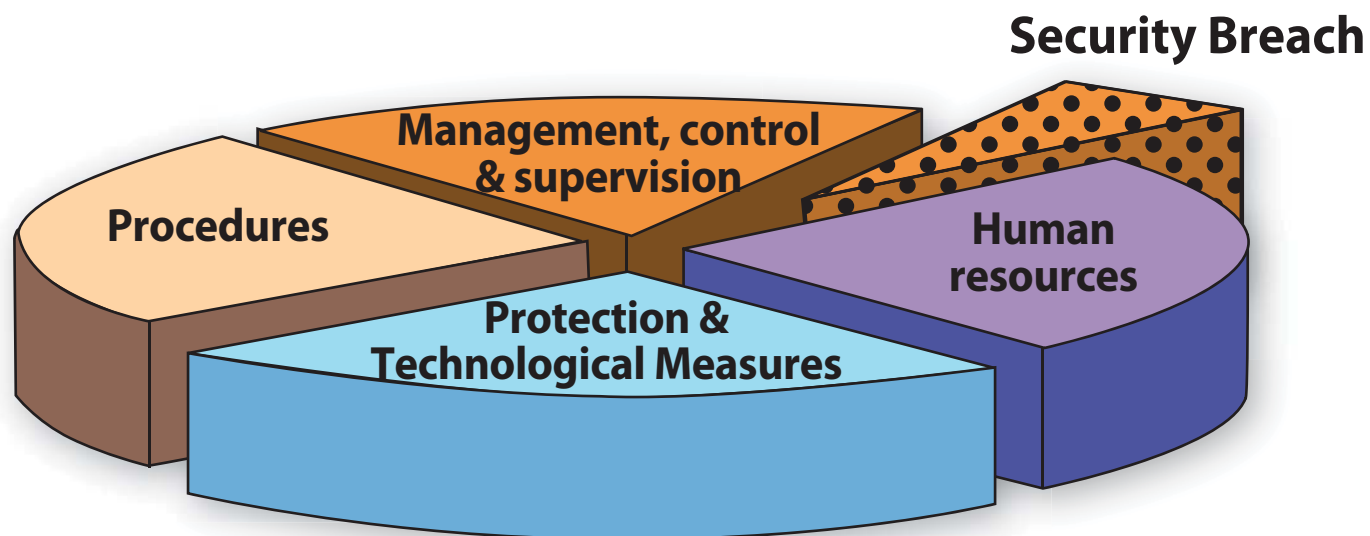 Security Breach
Management, control
& supervision
Procedures
Human
resources
Protection &
Technological Measures